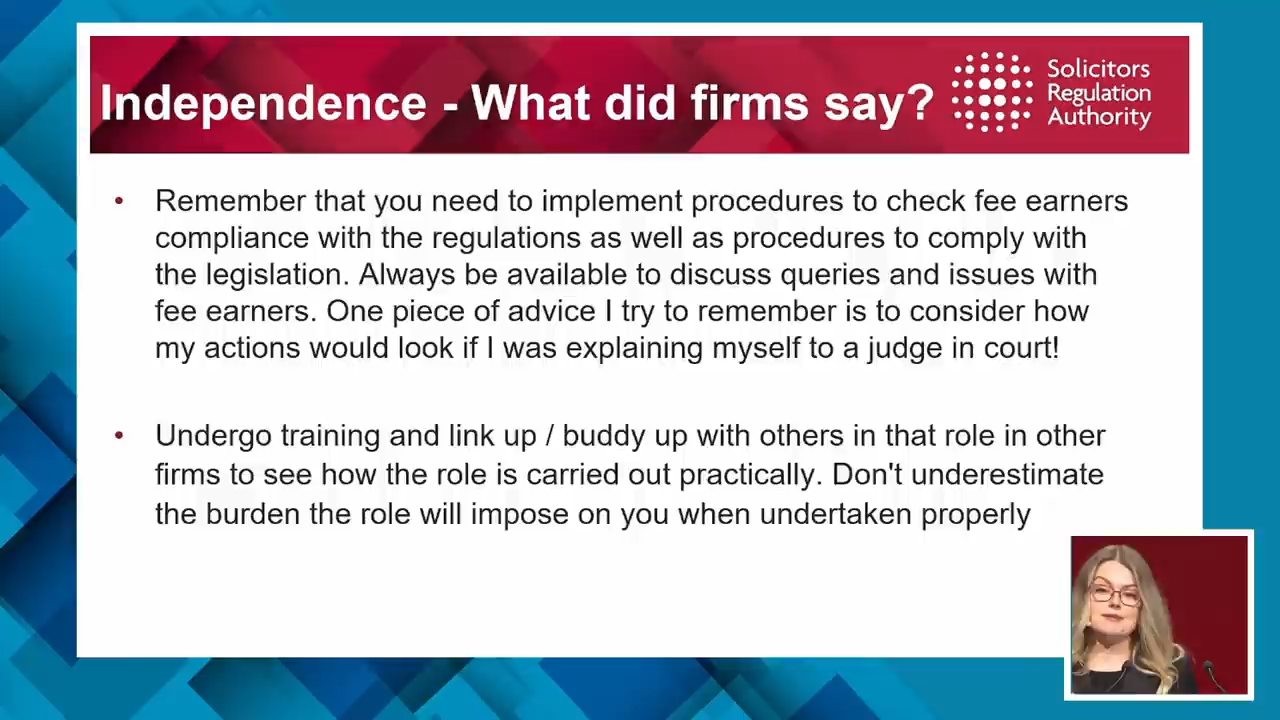 Independence - What did firms say?
Solicitors
Regulation
Authority
• Remember that you need to implement procedures to check fee earners
compliance with the regulations as well as procedures to comply with
the legislation. Always be available to discuss queries and issues with
fee earners. One piece of advice I try to remember is to consider how
my actions would look if I was explaining myself to a judge in court!
• Undergo training and link up / buddy up with others in that role in other
firms to see how the role is carried out practically. Don't underestimate
the burden the role will impose on you when undertaken properly